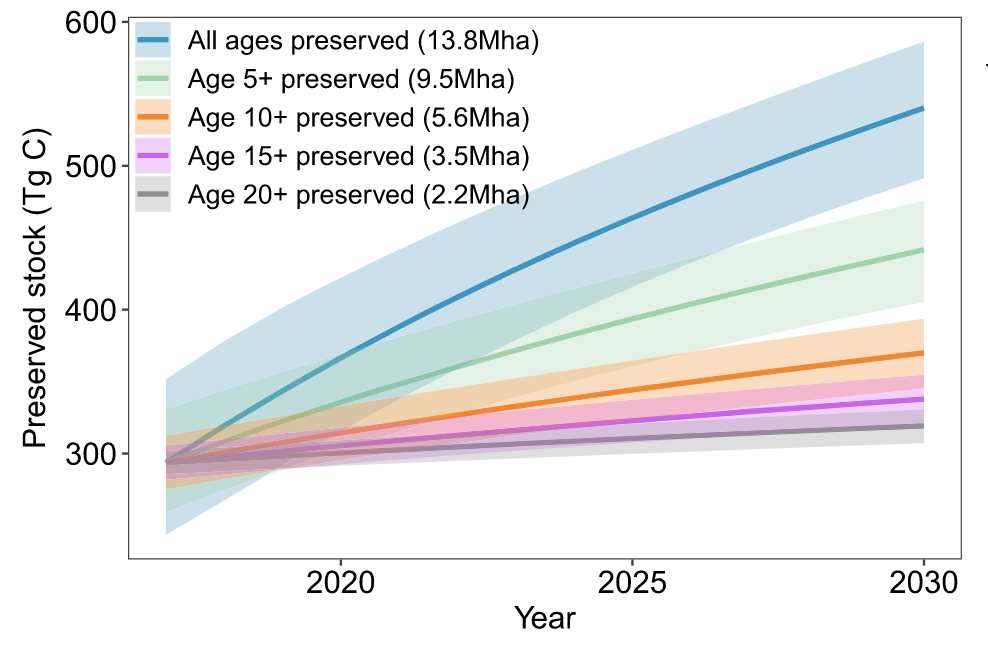 600
500
400
300
Preserved stock (Tg C)
All ages preserved (13.8Mha)
Age 5+ preserved (9.5Mha)
Age 10+ preserved (5.6Mha)
Age 15+ preserved (3.5Mha)
Age 20+ preserved (2.2Mha)
2020
2025
2030
Year